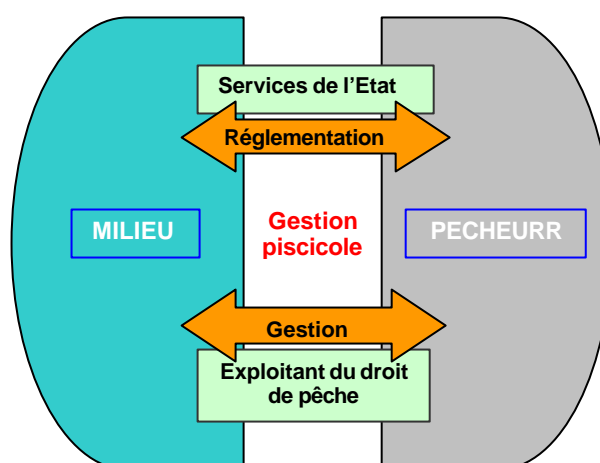 Services de l'Etat
Réglementation
MILIEU
Gestion
piscicole
PECHEURR
Gestion
Exploitant du droit
de pêche